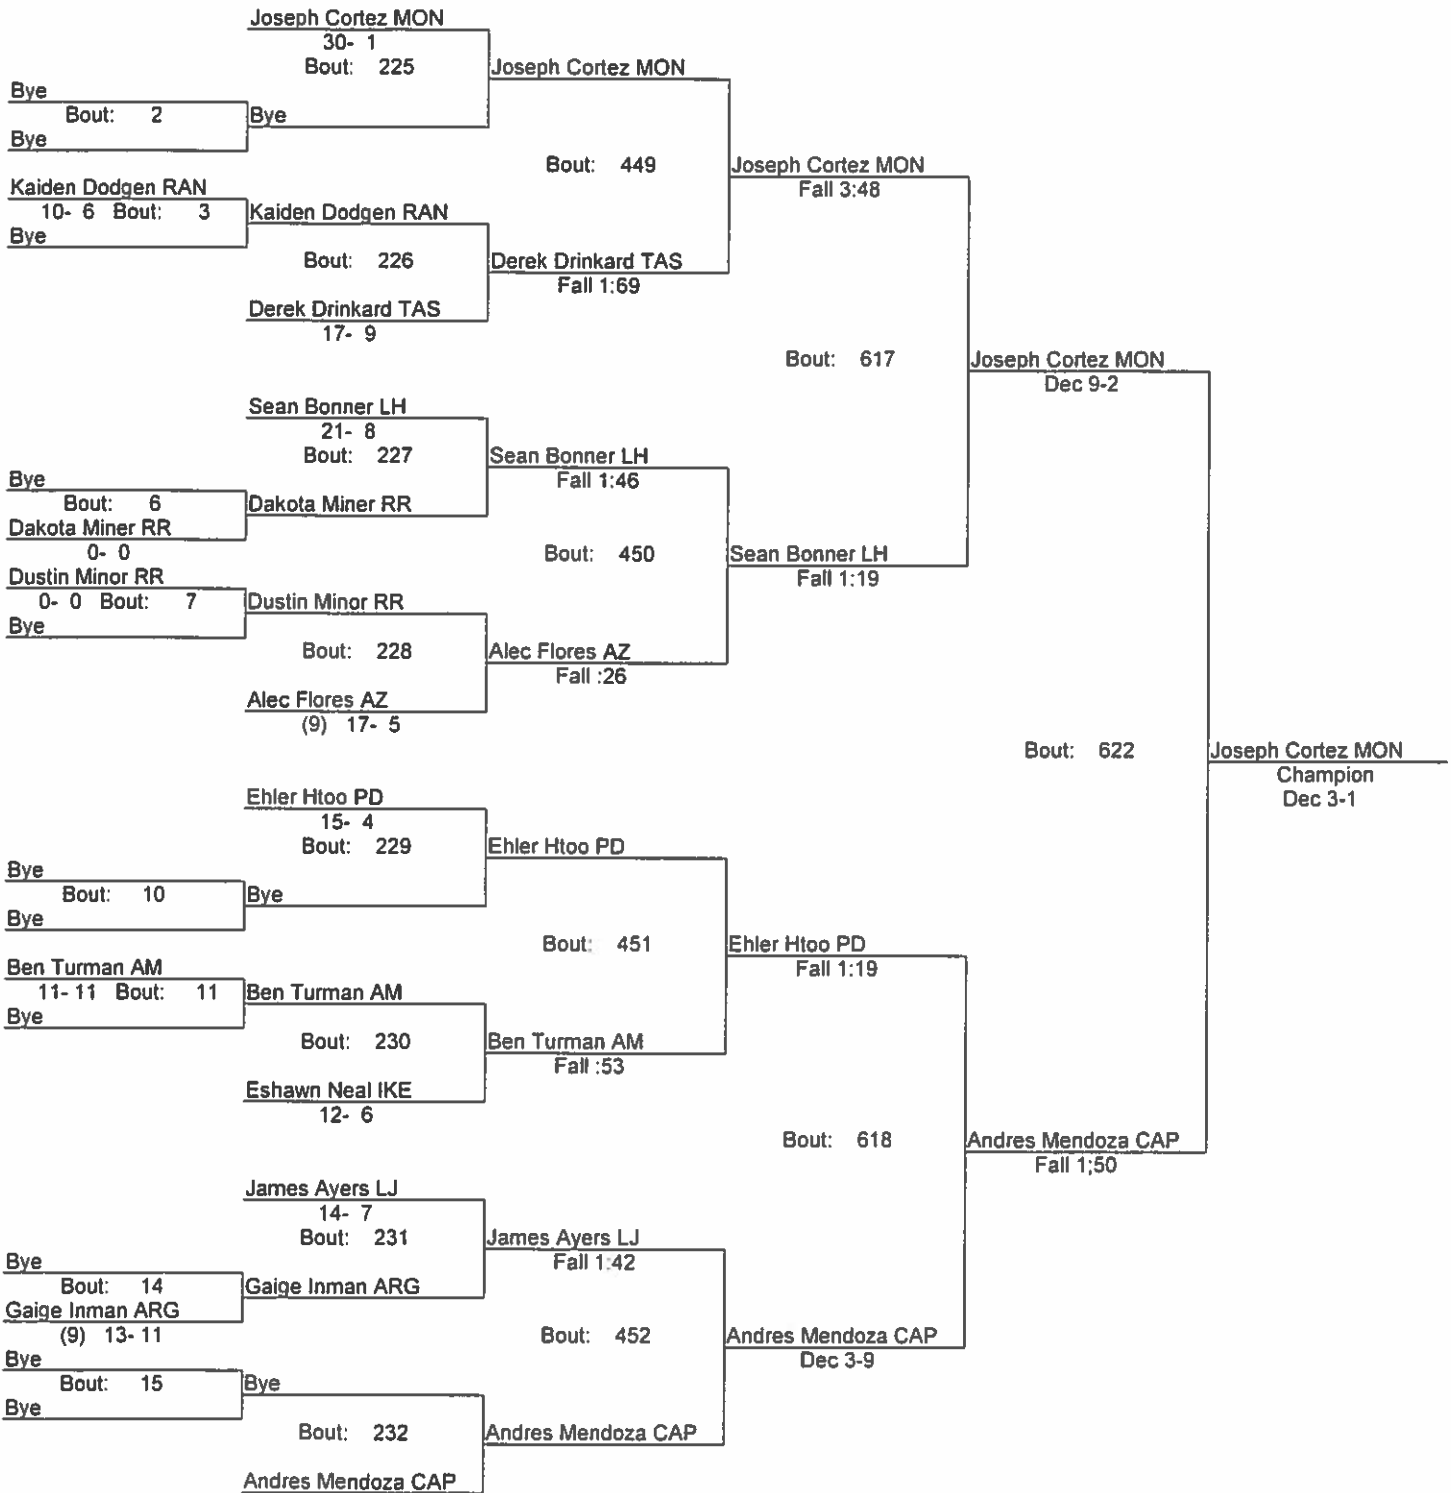 Joseph Cortez MON
30- 1
Bout: 225
Joseph Cortez MON
Bye
Bout: 2
Bye
Bye
Bout: 449
Joseph Cortez MON
Fall 3:48
Kaiden Dodgen RAN
10- 6 Bout: 3
Kaiden Dodgen RAN
Bye
Bout: 226
Derek Drinkard TAS
Fall 1:69
Derek Drinkard TAS
17- 9
Bout: 617
Joseph Cortez MON
Dec 9-2
Sean Bonner LH
21- 8
Bout: 227
Sean Bonner LH
Fall 1:46
Bye
Bout: 6
Dakota Miner RR
Dakota Miner RR
0- 0
Bout: 450
Sean Bonner LH
Fall 1:19
Dustin Minor RR
0- 0 Bout: 7
Dustin Minor RR
Bye
Bout: 228
Alec Flores AZ
Fall :26
Alec Flores AZ
(9) 17- 5
Bout: 622
Joseph Cortez MON
Champion
Dec 3-1
Ehler Htoo PD
15- 4
Bout: 229
Ehler Htoo PD
Bye
Bout: 10
Bye
Bye
Bout: 451
Ehler Htoo PD
Fall 1:19
Ben Turman AM
11- 11 Bout: 11
Ben Turman AM
Bye
Bout: 230
Ben Turman AM
Fall :53
Eshawn Neal IKE
12- 6
Bout: 618
Andres Mendoza CAP
Fall 1;50
James Ayers LJ
14- 7
Bout: 231
James Ayers LJ
Fall 1:42
Bye
Bout: 14
Gaige Inman ARG
Gaige Inman ARG
(9) 13- 11
Bout: 452
Andres Mendoza CAP
Dec 3-9
Bye
Bout: 15
Bye
Bye
Bout: 232
Andres Mendoza CAP
Andres Mendoza CAP